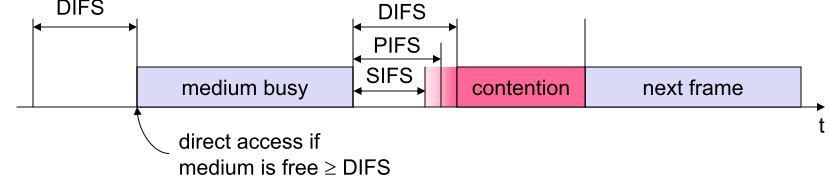 DIFS
DIFS
PIFS
SIFS
medium busy
contention
next frame
t
direct access if
medium is free ≥ DIFS